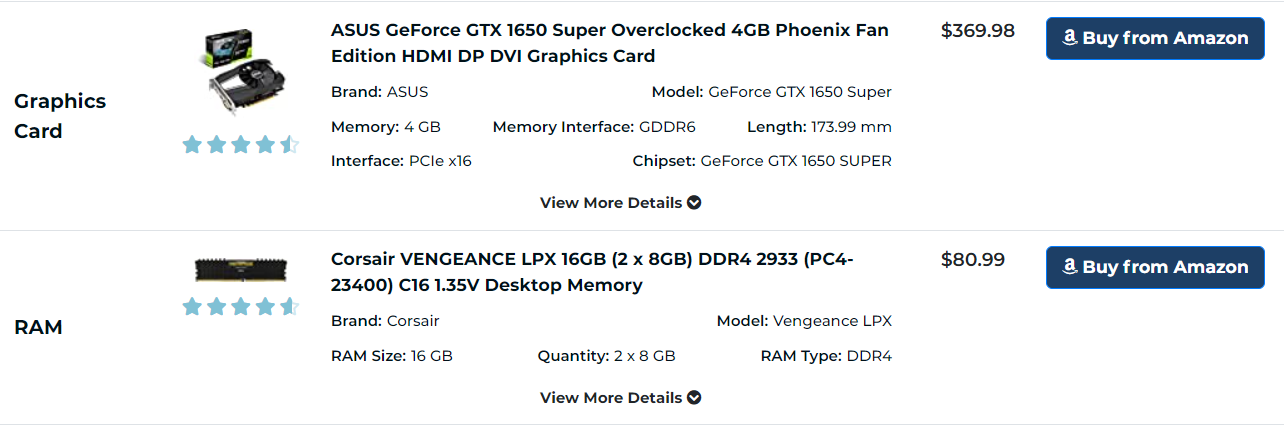 Graphics
Card
ASUS GeForce GTX 1650 Super Overclocked 4GB Phoenix Fan
Edition HDMI DP DVI Graphics Card
$369.98
Buy from Amazon
Brand: ASUS
Model: GeForce GTX 1650 Super
Memory: 4 GB
Memory Interface: GDDR6
Length: 173.99 mm
Interface: PCIe x16
Chipset: GeForce GTX 1650 SUPER
View More Details
RAM
Corsair VENGEANCE LPX 16GB (2 x 8GB) DDR4 2933 (PC4-
23400) C16 1.35V Desktop Memory
$80.99
Buy from Amazon
Brand: Corsair
Model: Vengeance LPX
RAM Size: 16 GB
Quantity: 2 x 8 GB
RAM Type: DDR4
View More Details